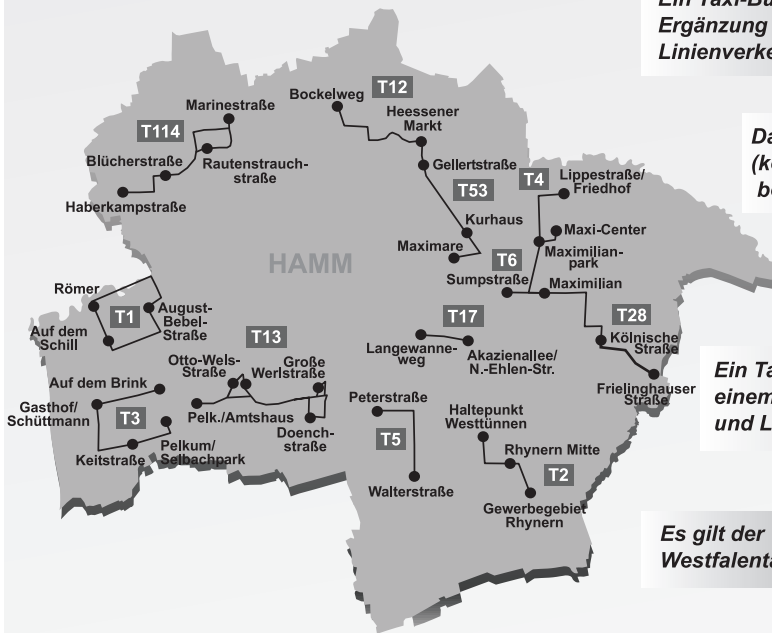 Ein Taxi-Bu
Ergänzung
Linienverke
Da
(k
b
Ein Ta
einem
und L
Es gilt der
Westfalenta
HAMM
T114
Marinestraße
Blücherstraße
Rautenstrauch-
straße
Haberkampstraße
T12
Bockelweg
Heessener
Markt
Gellertstraße
T53
Kurhaus
Maximare
T4
Lippestraße/
Friedhof
Maxi-Center
Maximilian-
park
T6
Sumpstraße
Maximilian
T28
Kölnische
Straße
Frielinghauser
Straße
T17
Langewanne-
weg
Akazienallee/
N.-Ehlen-Str.
Römer
T1
August-
Bebel-
Straße
Auf dem
Schill
T13
Otto-Wels-
Straße
Große
Werlstraße
Pelk./Amtshaus
Doench-
straße
Auf dem Brink
Gasthof/
Schüttmann
T3
Keitstraße
Pelkum/
Selbachpark
Peterstraße
T5
Walterstraße
Haltepunkt
Westtünnen
Rhynern Mitte
T2
Gewerbegebiet
Rhynern